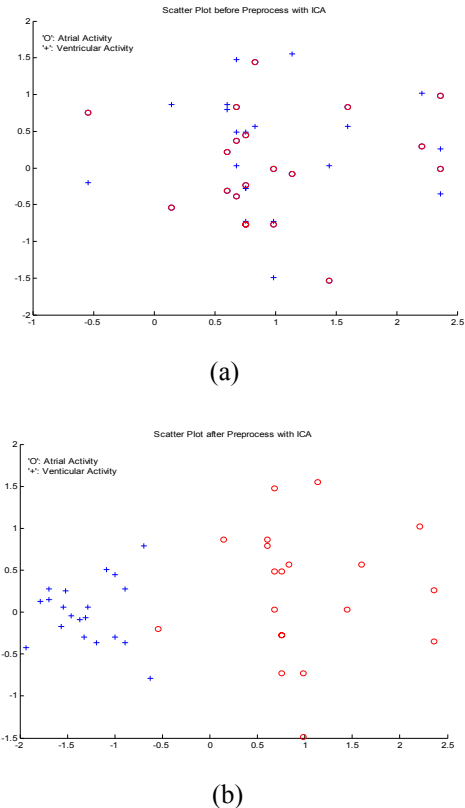 Scatter Plot before Preprocess with ICA
'O': Atrial Activity
'+': Ventricular Activity
2
1.5
1
0.5
0
-0.5
-1
-1.5
-2
-1 -0.5 0 0.5 1 1.5 2 2.5
(a)
Scatter Plot after Preprocess with ICA
'O': Atrial Activity
'+': Venticular Activity
2
1.5
1
0.5
0
-0.5
-1
-1.5
-2 -1.5 -1 -0.5 0 0.5 1 1.5 2 2.5
(b)